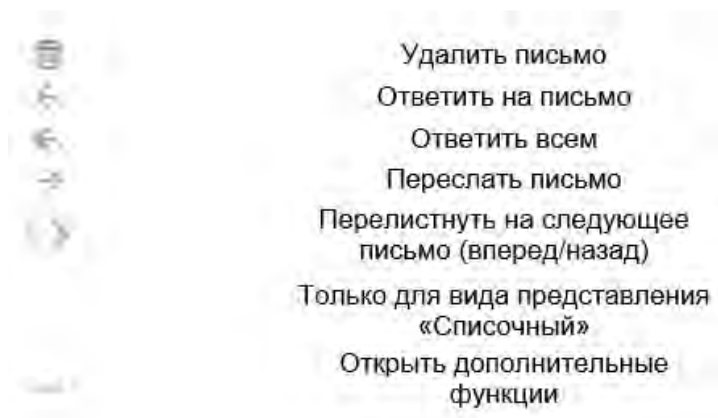 Удалить письмо
Ответить на письмо
Ответить всем
Переслать письмо
Перелистнуть на следующее
письмо (вперед/назад)
Только для вида представления
«Списочный»
Открыть дополнительные
функции